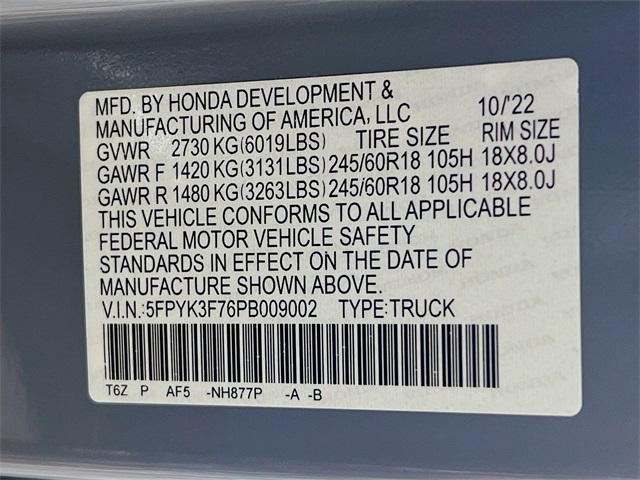 MFD. BY HONDA DEVELOPMENT &
MANUFACTURING OF AMERICA, LLC 10/'22
GVWR 2730 KG(6019LBS) TIRE SIZE RIM SIZE
GAWR F 1420 KG(3131LBS) 245/60R18 105H 18X8.0J
GAWR R 1480 KG(3263LBS) 245/60R18 105H 18X8.0J
THIS VEHICLE CONFORMS TO ALL APPLICABLE
FEDERAL MOTOR VEHICLE SAFETY
STANDARDS IN EFFECT ON THE DATE OF
MANUFACTURE SHOWN ABOVE.
V.I.N.:5FPYK3F76PB009002 TYPE:TRUCK
T6Z P AF5 -NH877P -A -B